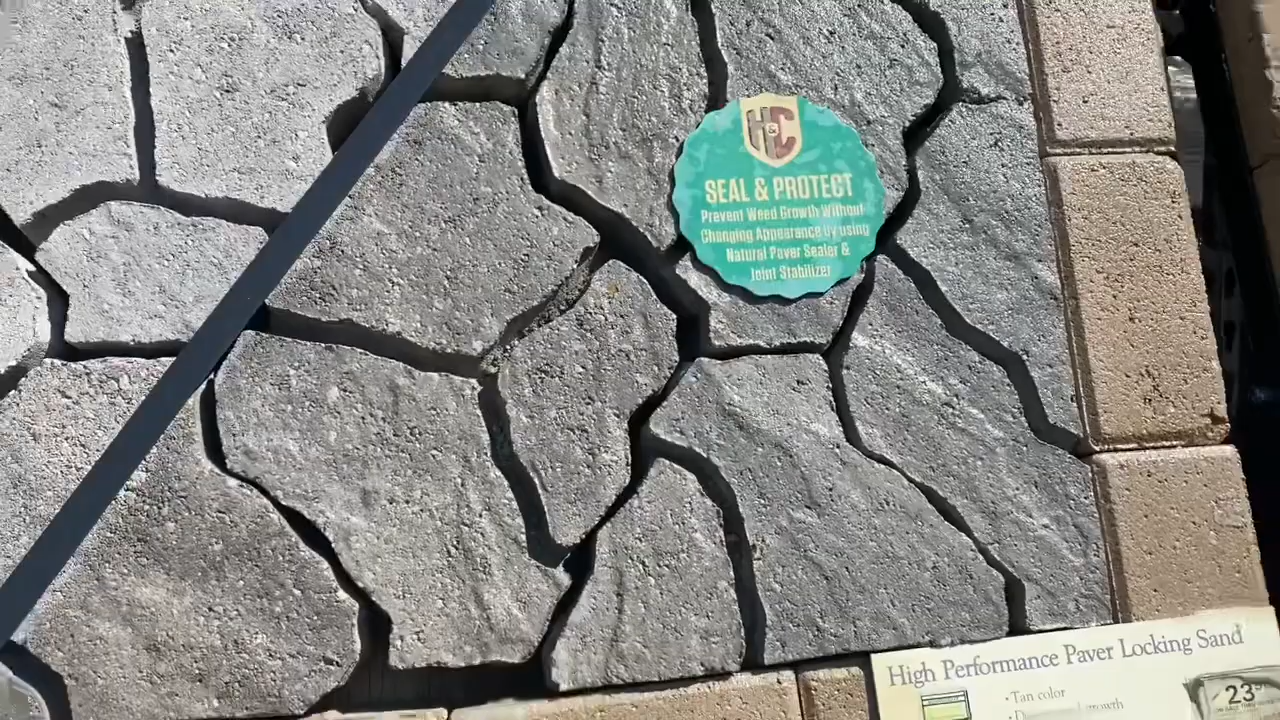 H&C
SEAL & PROTECT
Prevent Weed Growth Without
Changing Appearance by using
Natural Paver Sealer &
Joint Stabilizer
High Performance Paver Locking Sand
• Tan color
growth
23